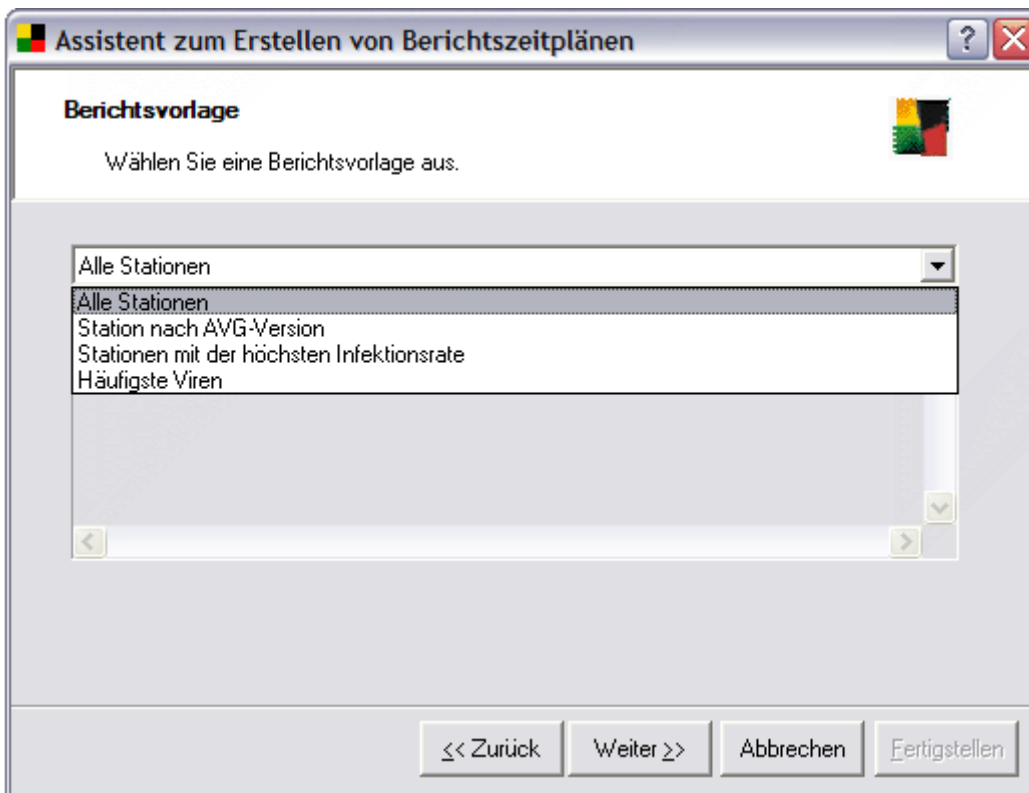 Assistent zum Erstellen von Berichtszeitplänen
Berichtsvorlage
Wählen Sie eine Berichtsvorlage aus.
Alle Stationen
Alle Stationen
Station nach AVG-Version
Stationen mit der höchsten Infektionsrate
Häufigste Viren
<< Zurück Weiter >> Abbrechen Fertigstellen